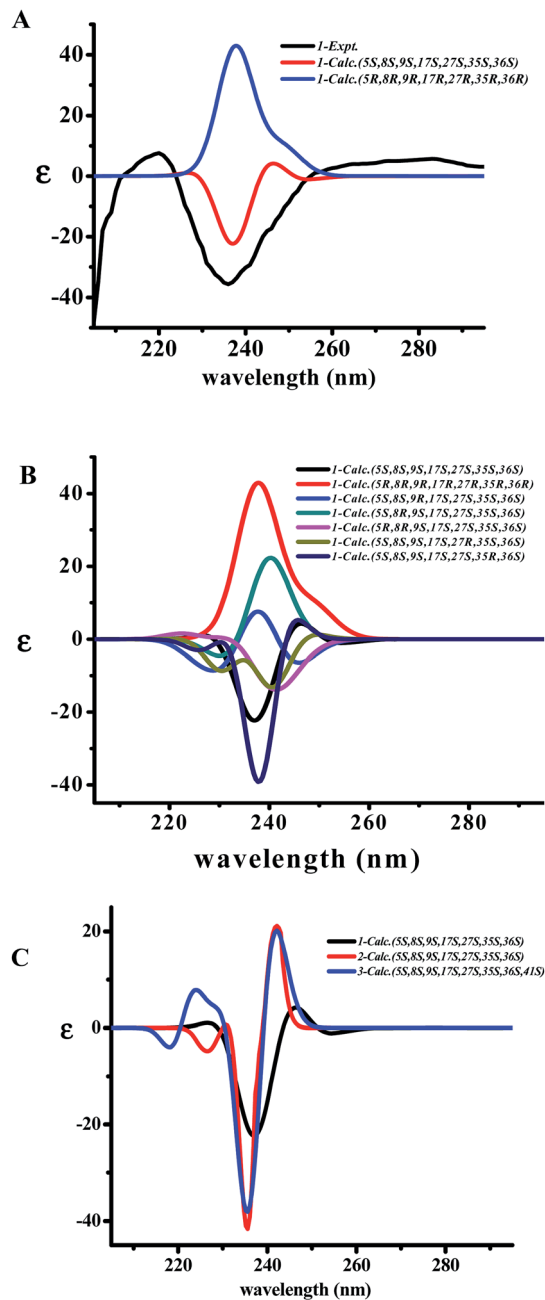 A
1-Expt.
1-Calc.(5S,8S,9S,17S,27S,35S,36S)
1-Calc.(5R,8R,9R,17R,27R,35R,36R)
40
20
0
-20
-40
ε
220 240 260 280
wavelength (nm)
B
1-Calc.(5S,8S,9S,17S,27S,35S,36S)
1-Calc.(5R,8R,9R,17R,27R,35R,36R)
1-Calc.(5S,8S,9R,17S,27S,35S,36S)
1-Calc.(5S,8R,9S,17S,27S,35S,36S)
1-Calc.(5R,8R,9S,17S,27S,35S,36S)
1-Calc.(5S,8S,9S,17S,27R,35S,36S)
1-Calc.(5S,8S,9S,17S,27S,35R,36S)
40
20
0
-20
-40
ε
220 240 260 280
wavelength (nm)
C
1-Calc.(5S,8S,9S,17S,27S,35S,36S)
2-Calc.(5S,8S,9S,17S,27S,35S,36S)
3-Calc.(5S,8S,9S,17S,27S,35S,36S,41S)
20
0
-20
-40
ε
220 240 260 280
wavelength (nm)